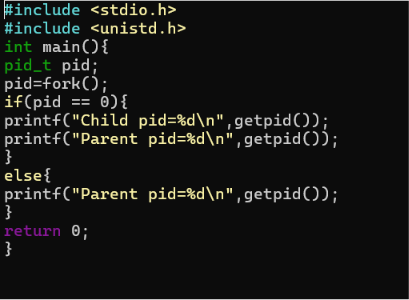 #include <stdio.h>
#include <unistd.h>
int main(){
pid_t pid;
pid=fork();
if(pid == 0){
printf("Child pid=%d\n",getpid());
printf("Parent pid=%d\n",getpid());
}
else{
printf("Parent pid=%d\n",getpid());
}
return 0;
}